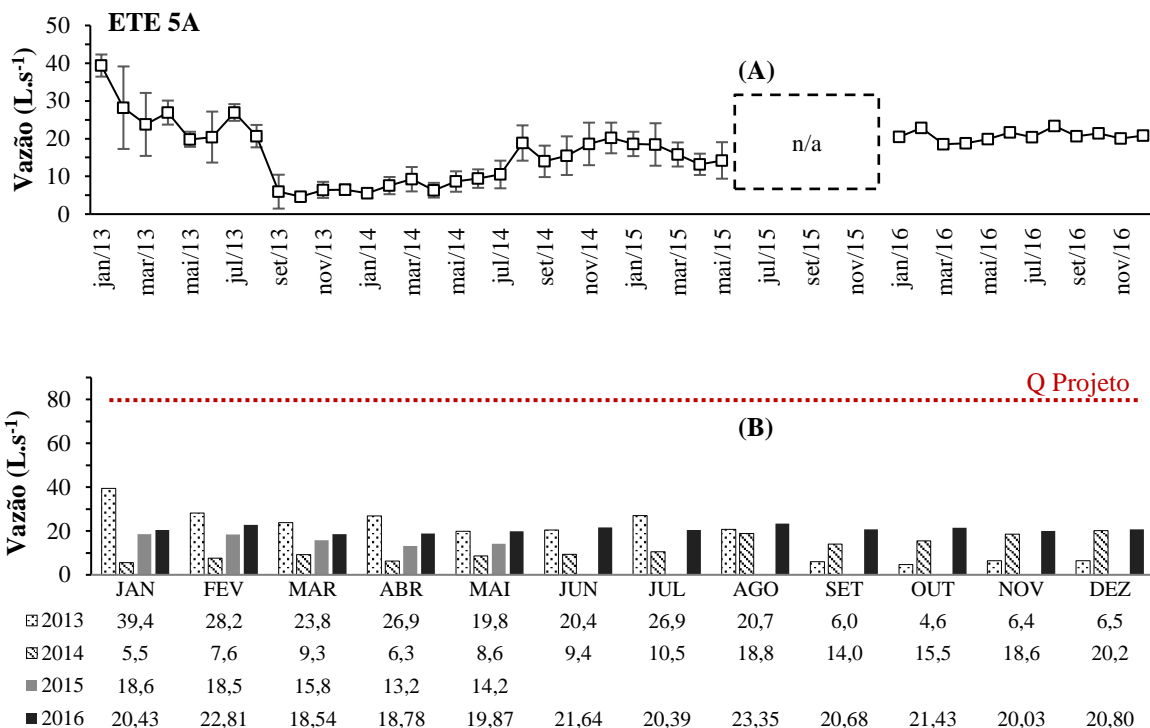 ETE 5A
(A)
Vazão (L.s⁻¹)
50
40
30
20
10
0
n/a
jan/13 mar/13 mai/13 jul/13 set/13 nov/13 jan/14 mar/14 mai/14 jul/14 set/14 nov/14 jan/15 mar/15 mai/15 jul/15 set/15 nov/15 jan/16 mar/16 mai/16 jul/16 set/16 nov/16
Q Projeto
(B)
Vazão (L.s⁻¹)
80
60
40
20
0
JAN FEV MAR ABR MAI JUN JUL AGO SET OUT NOV DEZ
2013 39,4 28,2 23,8 26,9 19,8 20,4 26,9 20,7 6,0 4,6 6,4 6,5
2014 5,5 7,6 9,3 6,3 8,6 9,4 10,5 18,8 14,0 15,5 18,6 20,2
2015 18,6 18,5 15,8 13,2 14,2
2016 20,43 22,81 18,54 18,78 19,87 21,64 20,39 23,35 20,68 21,43 20,03 20,80